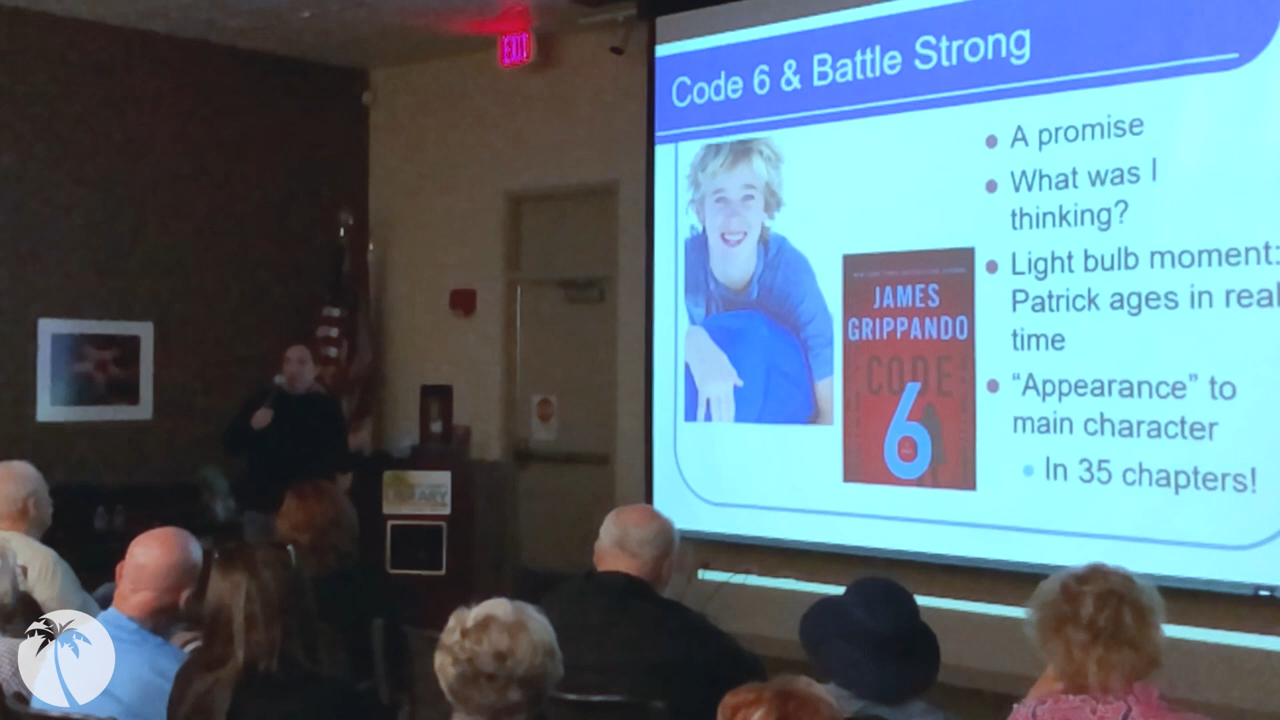 EXIT
Code 6 & Battle Strong
A promise
What was I
thinking?
Light bulb moment:
Patrick ages in real
time
“Appearance” to
main character
In 35 chapters!
JAMES
GRIPPANDO
CODE
6
LIBRARY